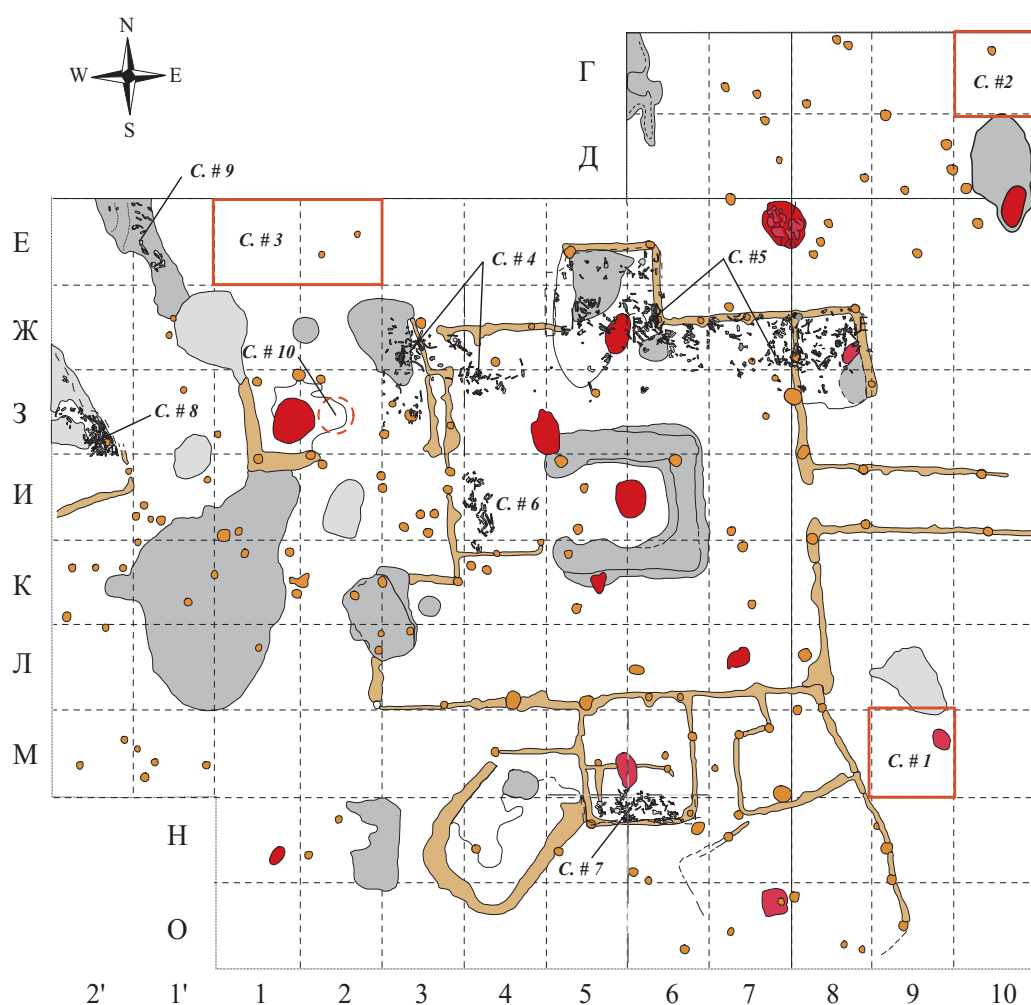 N
W E
S
Г
C. #2
Д
C. # 9
Е
C. # 3
C. # 4
C. #5
Ж
C. # 10
З
C. # 8
И
C. # 6
К
Л
М
C. # 1
Н
C. # 7
О
2' 1' 1 2 3 4 5 6 7 8 9 10